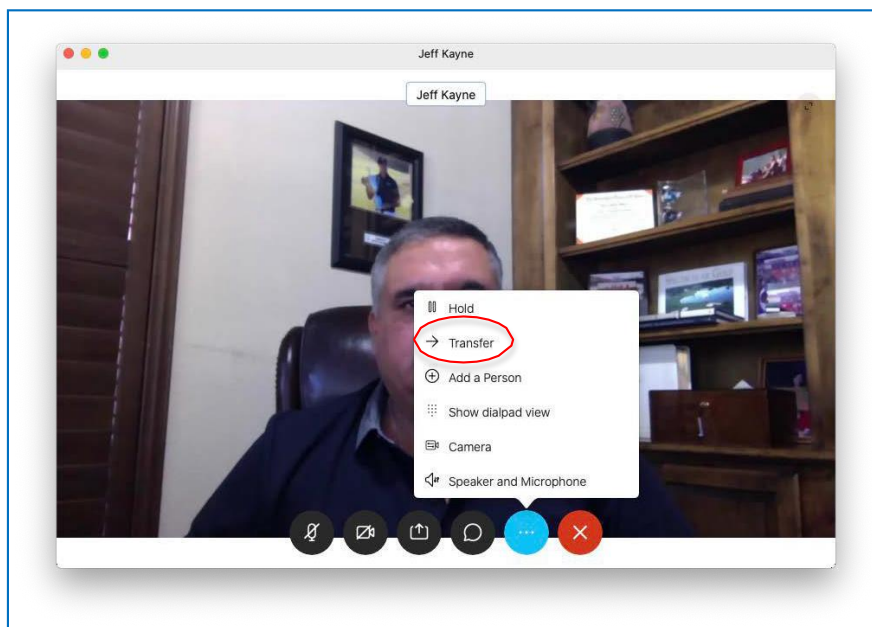 Jeff Kayne
Jeff Kayne
Hold
Transfer
Add a Person
Show dialpad view
Camera
Speaker and Microphone